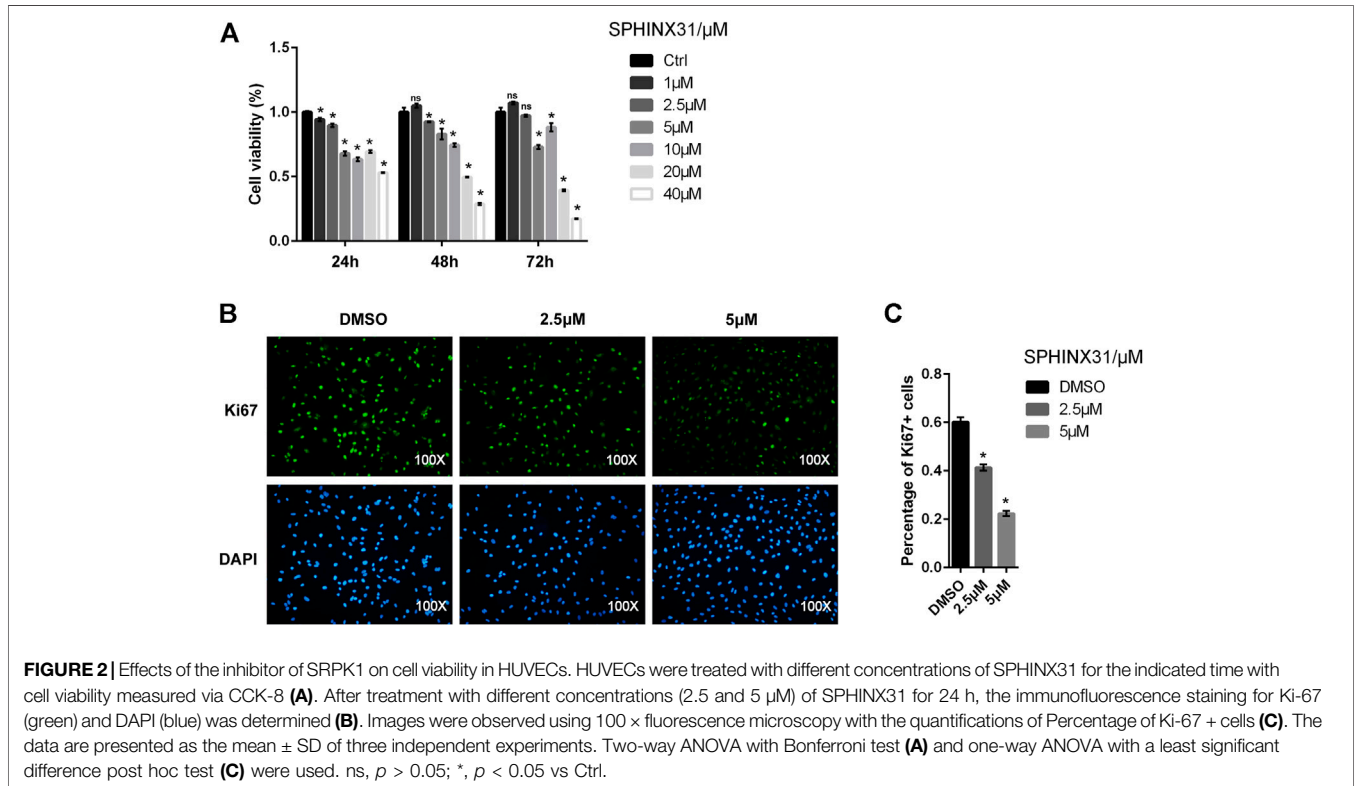 A
SPHINX31/µM
Ctrl
1µM
2.5µM
5µM
10µM
20µM
40µM
Cell viability (%)
1.5
1.0
0.5
0.0
* * * * * * *
ns * * * * *
ns ns * * * *
24h 48h 72h
B
DMSO 2.5µM 5µM
Ki67
100X 100X 100X
DAPI
100X 100X 100X
C
SPHINX31/µM
DMSO
2.5µM
5µM
Percentage of Ki67+ cells
0.8
0.6
0.4
0.2
0.0
* *
DMSO 2.5µM 5µM
FIGURE 2 | Effects of the inhibitor of SRPK1 on cell viability in HUVECs. HUVECs were treated with different concentrations of SPHINX31 for the indicated time with
cell viability measured via CCK-8 (A). After treatment with different concentrations (2.5 and 5 µM) of SPHINX31 for 24 h, the immunofluorescence staining for Ki-67
(green) and DAPI (blue) was determined (B). Images were observed using 100 × fluorescence microscopy with the quantifications of Percentage of Ki-67 + cells (C). The
data are presented as the mean ± SD of three independent experiments. Two-way ANOVA with Bonferroni test (A) and one-way ANOVA with a least significant
difference post hoc test (C) were used. ns, p > 0.05; *, p < 0.05 vs Ctrl.